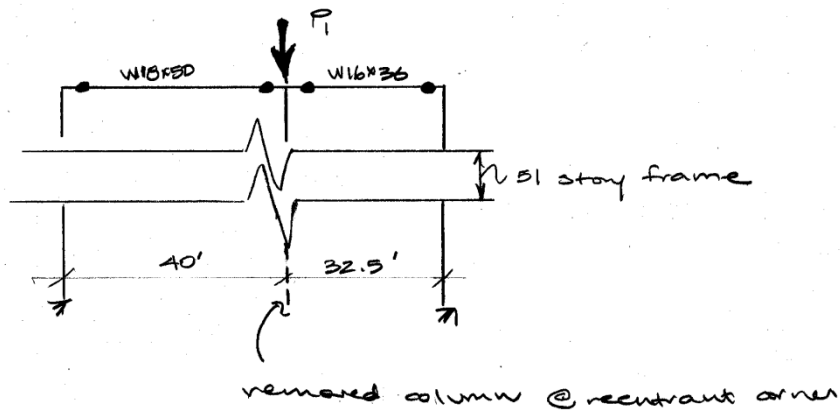 P1
W18x50 W16x36
51 story frame
40' 32.5'
removed column @ reentrant corner